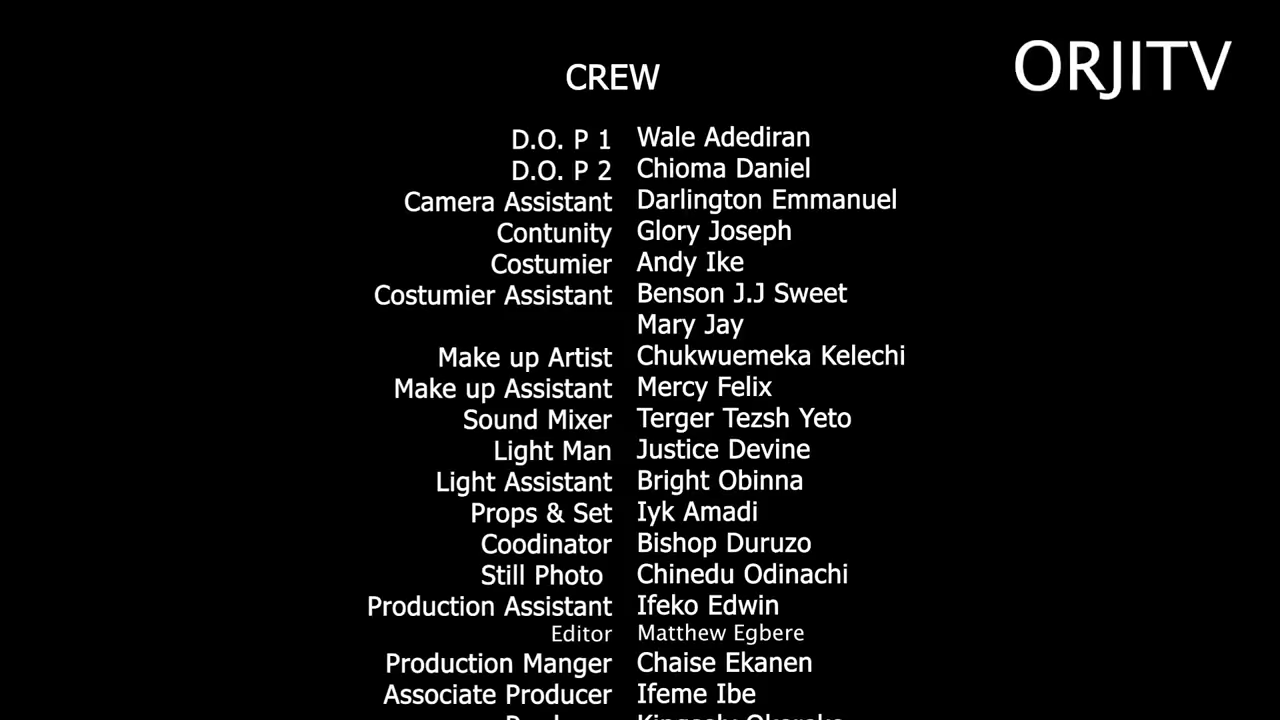 ORJITV
CREW
D.O. P 1 Wale Adediran
D.O. P 2 Chioma Daniel
Camera Assistant Darlington Emmanuel
Contunity Glory Joseph
Costumier Andy Ike
Costumier Assistant Benson J.J Sweet
Mary Jay
Make up Artist Chukwuemeka Kelechi
Make up Assistant Mercy Felix
Sound Mixer Terger Tezsh Yeto
Light Man Justice Devine
Light Assistant Bright Obinna
Props & Set Iyk Amadi
Coodinator Bishop Duruzo
Still Photo Chinedu Odinachi
Production Assistant Ifeko Edwin
Editor Matthew Egbere
Production Manger Chaise Ekanen
Associate Producer Ifeme Ibe